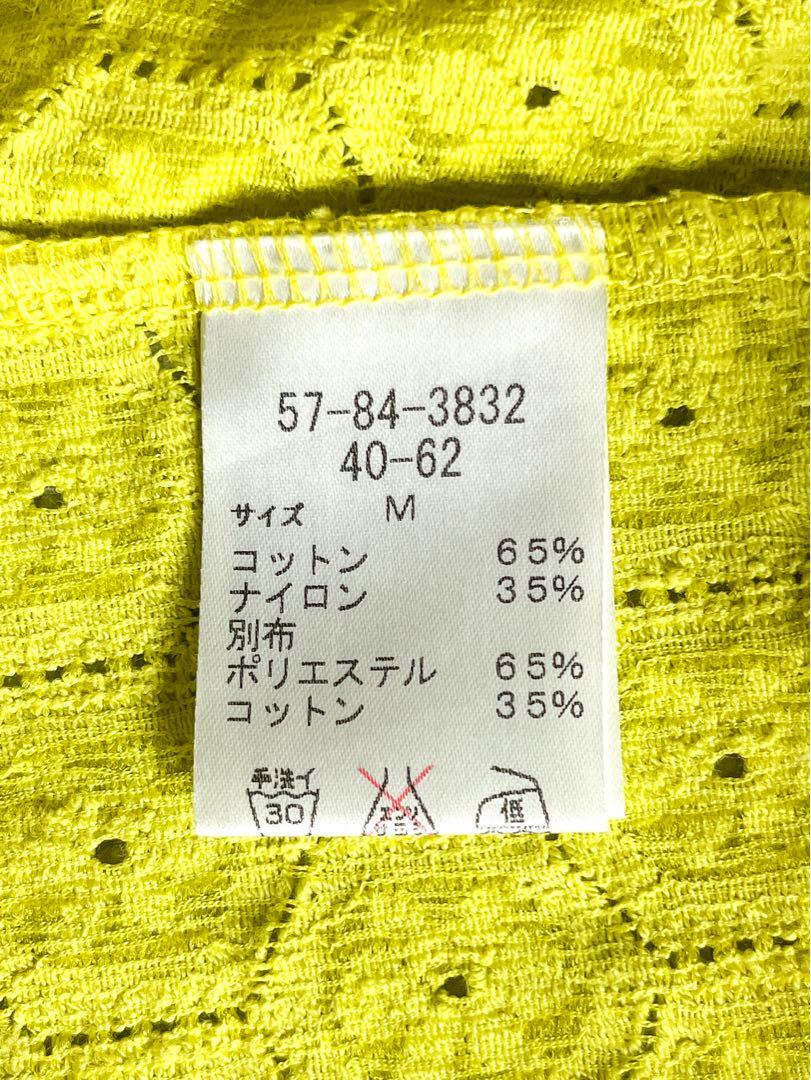 57-84-3832
40-62
サイズ M
コットン 65%
ナイロン 35%
別布
ポリエステル 65%
コットン 35%
手洗イ
30 低